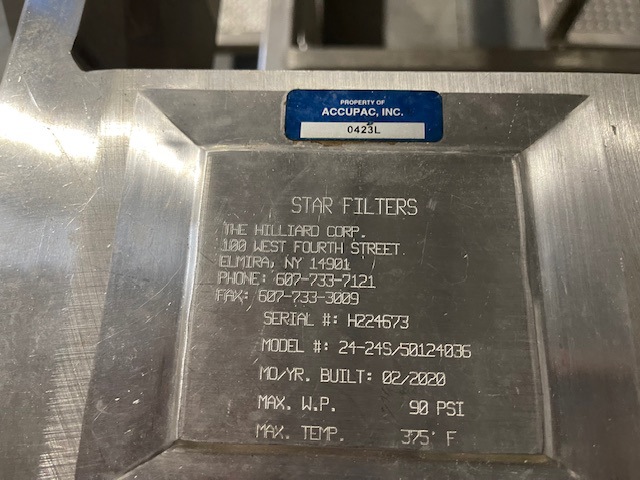 PROPERTY OF
ACCUPAC, INC.
0423L
STAR FILTERS
THE HILLIARD CORP.
100 WEST FOURTH STREET
ELMIRA, NY 14901
PHONE: 607-733-7121
FAX: 607-733-3009
SERIAL #: H224673
MODEL #: 24-24S/50124036
MO/YR. BUILT: 02/2020
MAX. W.P. 90 PSI
MAX. TEMP. 375° F